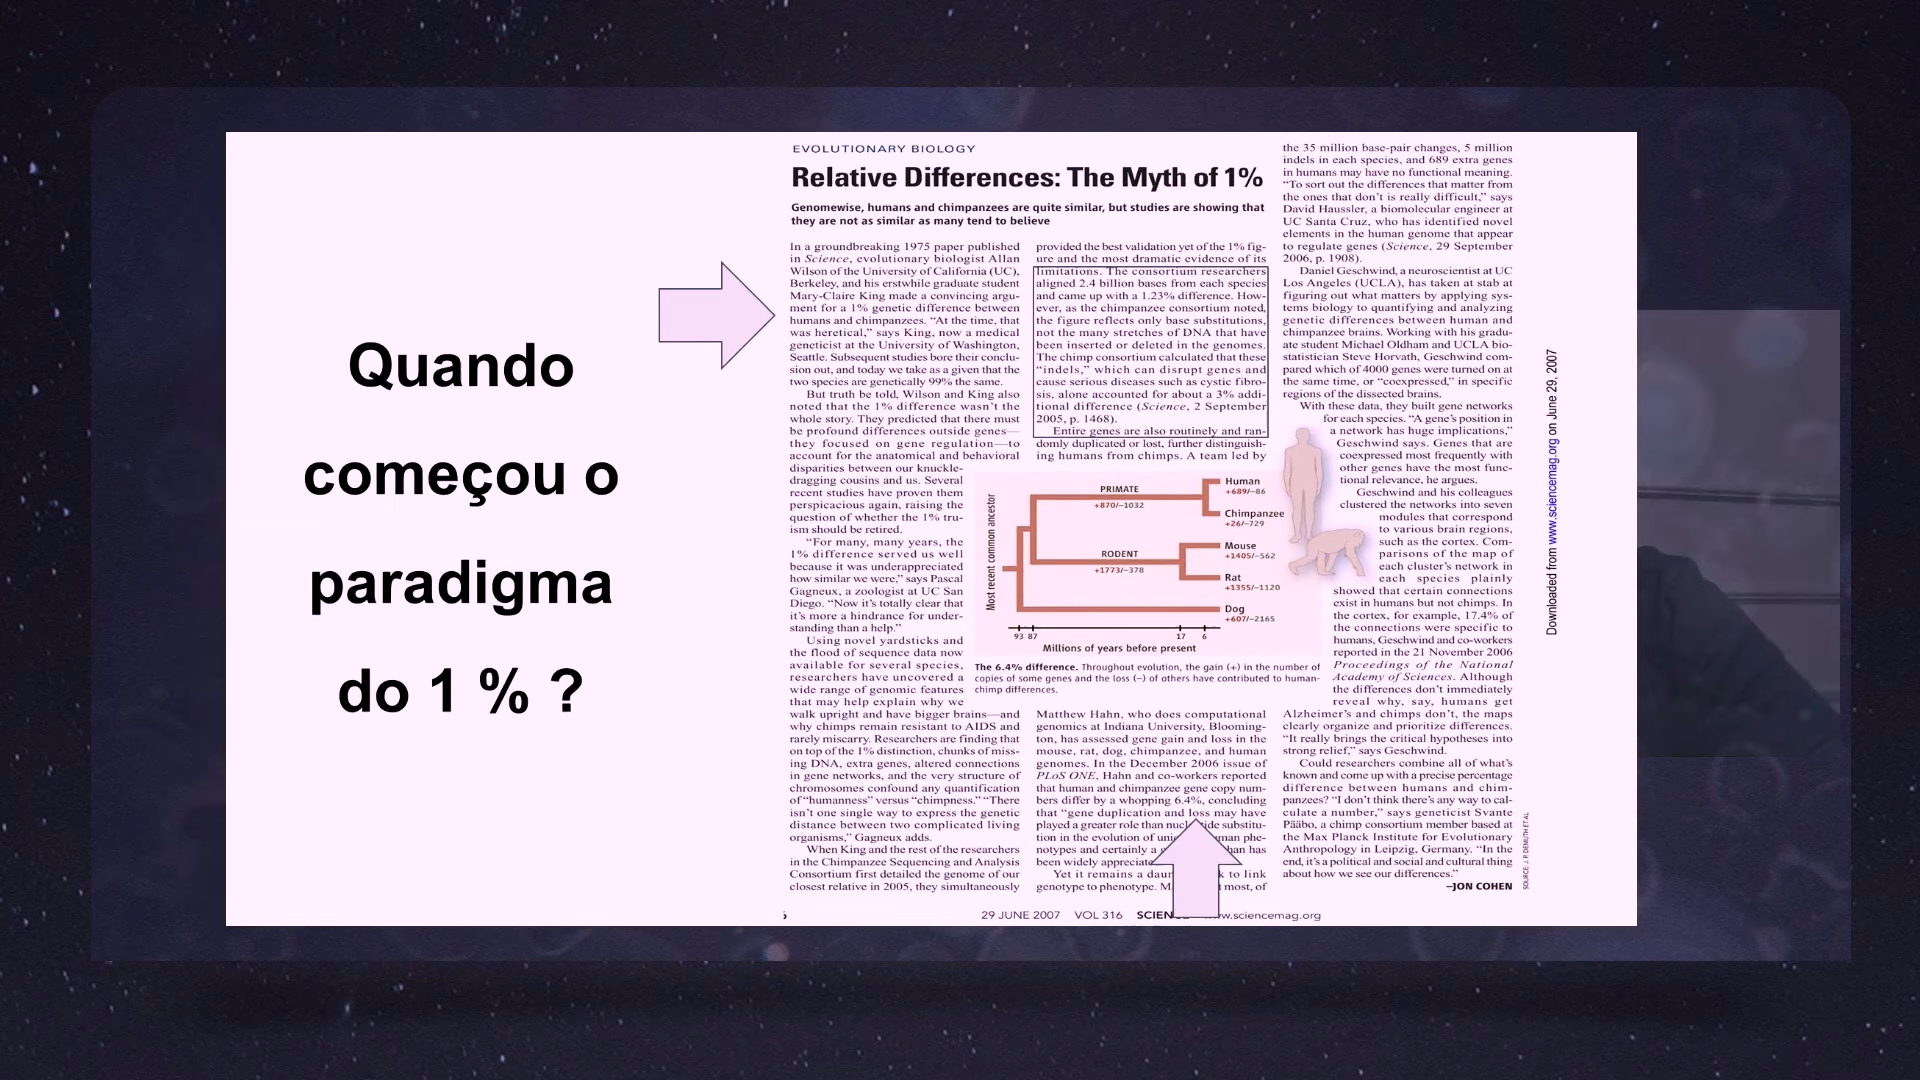 Quando
começou o
paradigma
do 1 % ?
EVOLUTIONARY BIOLOGY
Relative Differences: The Myth of 1%
Genomewise, humans and chimpanzees are quite similar, but studies are showing that
they are not as similar as many tend to believe
In a groundbreaking 1975 paper published
in Science, evolutionary biologist Allan
Wilson of the University of California (UC),
Berkeley, and his erstwhile graduate student
Mary-Claire King made a convincing argu-
ment for a 1% genetic difference between
humans and chimpanzees. “At the time, that
was heretical,” says King, now a medical
geneticist at the University of Washington,
Seattle. Subsequent studies bore their conclu-
sion out, and today we take as a given that the
two species are genetically 99% the same.
But truth be told, Wilson and King also
noted that the 1% difference wasn’t the
whole story. They predicted that there must
be profound differences outside genes—
they focused on gene regulation—to
account for the anatomical and behavioral
disparities between our knuckle-
dragging cousins and us. Several
recent studies have proven them
perspicacious again, raising the
question of whether the 1% tru-
ism should be retired.
“For many, many years, the
1% difference served us well
because it was underappreciated
how similar we were,” says Pascal
Gagneux, a zoologist at UC San
Diego. “Now it’s totally clear that
it’s more a hindrance for under-
standing than a help.”
Using novel yardsticks and
the flood of sequence data now
available for several species,
researchers have uncovered a
wide range of genomic features
that may help explain why we
walk upright and have bigger brains—and
why chimps remain resistant to AIDS and
rarely miscarry. Researchers are finding that
on top of the 1% distinction, chunks of miss-
ing DNA, extra genes, altered connections
in gene networks, and the very structure of
chromosomes confound any quantification
of “humanness” versus “chimpness.” “There
isn’t one single way to express the genetic
distance between two complicated living
organisms,” Gagneux adds.
When King and the rest of the researchers
in the Chimpanzee Sequencing and Analysis
Consortium first detailed the genome of our
closest relative in 2005, they simultaneously
provided the best validation yet of the 1% fig-
ure and the most dramatic evidence of its
limitations. The consortium researchers
aligned 2.4 billion bases from each species
and came up with a 1.23% difference. How-
ever, as the chimpanzee consortium noted,
the figure reflects only base substitutions,
not the many stretches of DNA that have
been inserted or deleted in the genomes.
The chimp consortium calculated that these
“indels,” which can disrupt genes and
cause serious diseases such as cystic fibro-
sis, alone accounted for about a 3% addi-
tional difference (Science, 2 September
2005, p. 1468).
Entire genes are also routinely and ran-
domly duplicated or lost, further distinguish-
ing humans from chimps. A team led by
Most recent common ancestor
PRIMATE
+870/–1032
Human
+689/–86
Chimpanzee
+26/–729
RODENT
+1773/–378
Mouse
+1405/–562
Rat
+1355/–1120
Dog
+607/–2165
93 87 17 6
Millions of years before present
The 6.4% difference. Throughout evolution, the gain (+) in the number of
copies of some genes and the loss (–) of others have contributed to human-
chimp differences.
Matthew Hahn, who does computational
genomics at Indiana University, Blooming-
ton, has assessed gene gain and loss in the
mouse, rat, dog, chimpanzee, and human
genomes. In the December 2006 issue of
PLoS ONE, Hahn and co-workers reported
that human and chimpanzee gene copy num-
bers differ by a whopping 6.4%, concluding
that “gene duplication and loss may have
played a greater role than substitu-
tion in the evolution of phe-
notypes and certainly a has
been widely
Yet it remains a to link
genotype to phenotype. most, of
the 35 million base-pair changes, 5 million
indels in each species, and 689 extra genes
in humans may have no functional meaning.
“To sort out the differences that matter from
the ones that don’t is really difficult,” says
David Haussler, a biomolecular engineer at
UC Santa Cruz, who has identified novel
elements in the human genome that appear
to regulate genes (Science, 29 September
2006, p. 1908).
Daniel Geschwind, a neuroscientist at UC
Los Angeles (UCLA), has taken at stab at
figuring out what matters by applying sys-
tems biology to quantifying and analyzing
genetic differences between human and
chimpanzee brains. Working with his gradu-
ate student Michael Oldham and UCLA bio-
statistician Steve Horvath, Geschwind com-
pared which of 4000 genes were turned on at
the same time, or “coexpressed,” in specific
regions of the dissected brains.
With these data, they built gene networks
for each species. “A gene’s position in
a network has huge implications,”
Geschwind says. Genes that are
coexpressed most frequently with
other genes have the most func-
tional relevance, he argues.
Geschwind and his colleagues
clustered the networks into seven
modules that correspond
to various brain regions,
such as the cortex. Com-
parisons of the map of
each cluster’s network in
each species plainly
showed that certain connections
exist in humans but not chimps. In
the cortex, for example, 17.4% of
the connections were specific to
humans, Geschwind and co-workers
reported in the 21 November 2006
Proceedings of the National
Academy of Sciences. Although
the differences don’t immediately
reveal why, say, humans get
Alzheimer’s and chimps don’t, the maps
clearly organize and prioritize differences.
“It really brings the critical hypotheses into
strong relief,” says Geschwind.
Could researchers combine all of what’s
known and come up with a precise percentage
difference between humans and chim-
panzees? “I don’t think there’s any way to cal-
culate a number,” says geneticist Svante
Pääbo, a chimp consortium member based at
the Max Planck Institute for Evolutionary
Anthropology in Leipzig, Germany. “In the
end, it’s a political and social and cultural thing
about how we see our differences.”
–JON COHEN
SOURCE: J. P. DEMUTH ET AL.
Downloaded from www.sciencemag.org on June 29, 2007
29 JUNE 2007 VOL 316 www.sciencemag.org